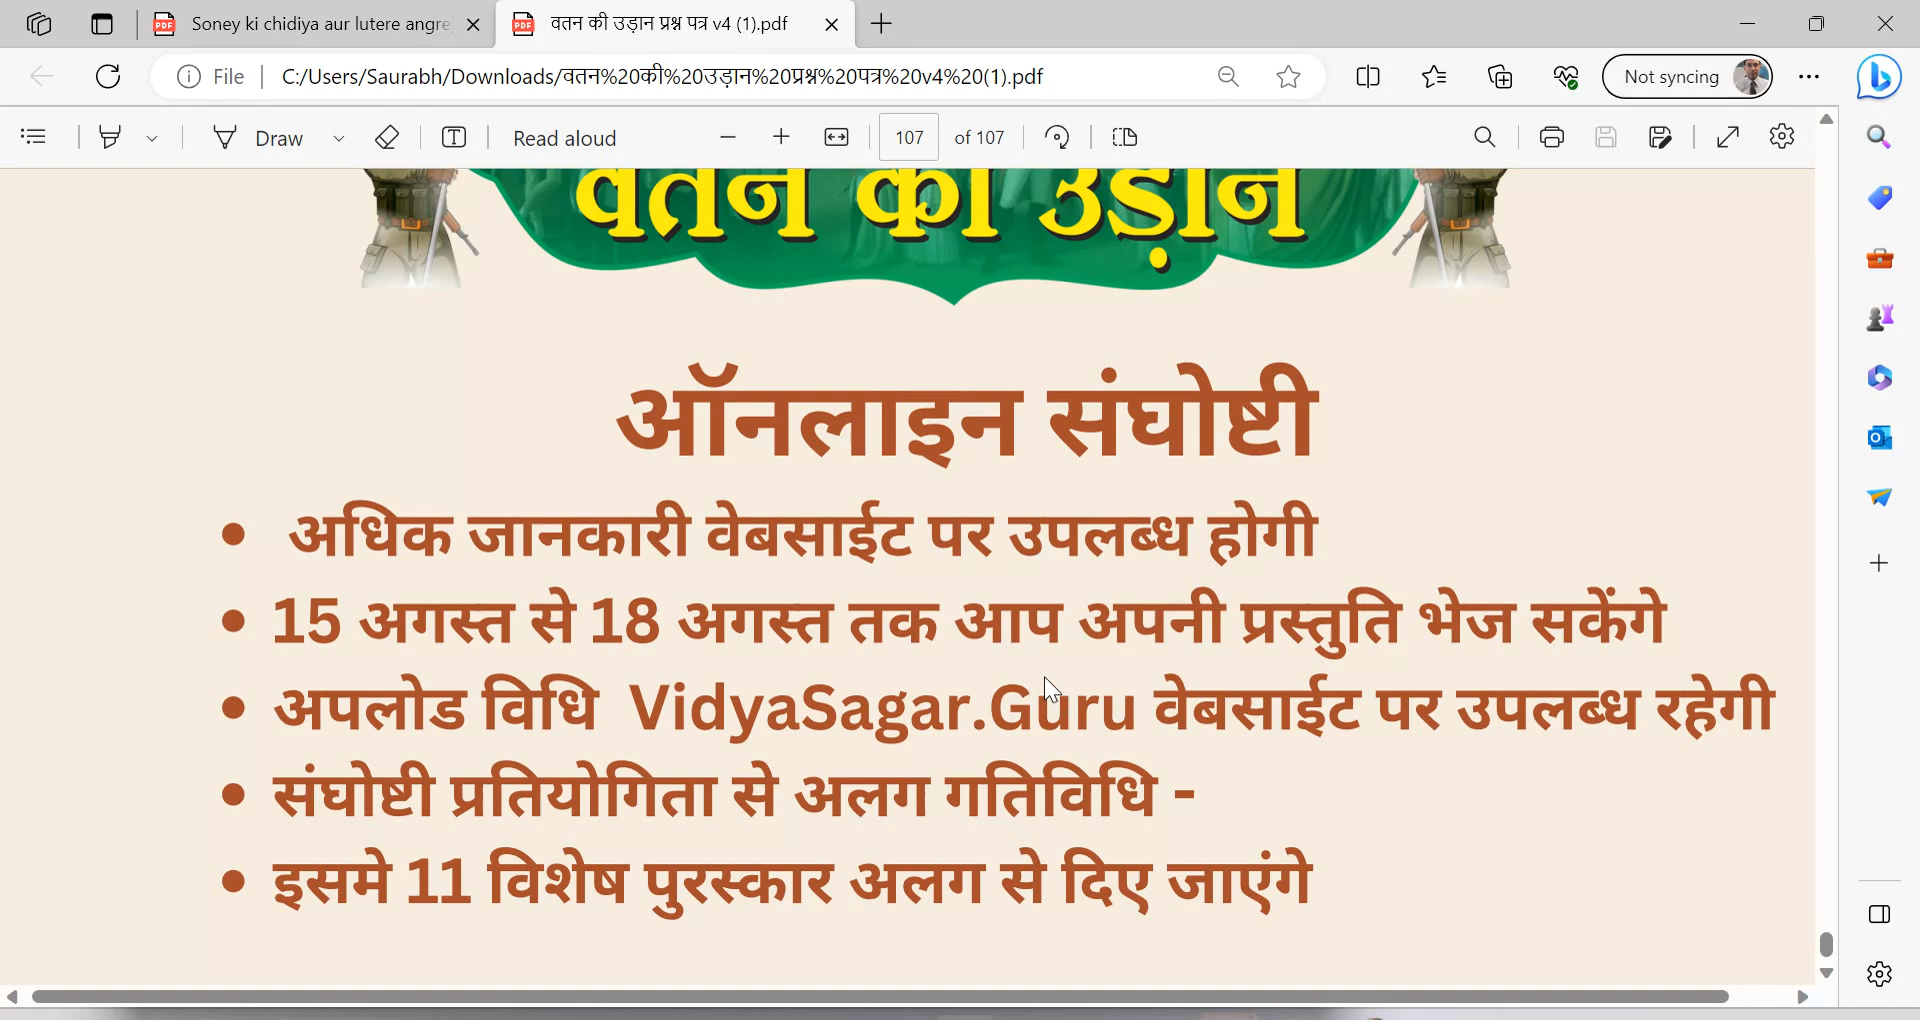 Soney ki chidiya aur lutere angre
वतन की उड़ान प्रश्न पत्र v4 (1).pdf
File
C:/Users/Saurabh/Downloads/वतन%20की%20उड़ान%20प्रश्न%20पत्र%20v4%20(1).pdf
Not syncing
Draw
Read aloud
107 of 107
वतन की उड़ान
ऑनलाइन संघोष्टी
• अधिक जानकारी वेबसाईट पर उपलब्ध होगी
• 15 अगस्त से 18 अगस्त तक आप अपनी प्रस्तुति भेज सकेंगे
• अपलोड विधि VidyaSagar.Guru वेबसाईट पर उपलब्ध रहेगी
• संघोष्टी प्रतियोगिता से अलग गतिविधि -
• इसमे 11 विशेष पुरस्कार अलग से दिए जाएंगे